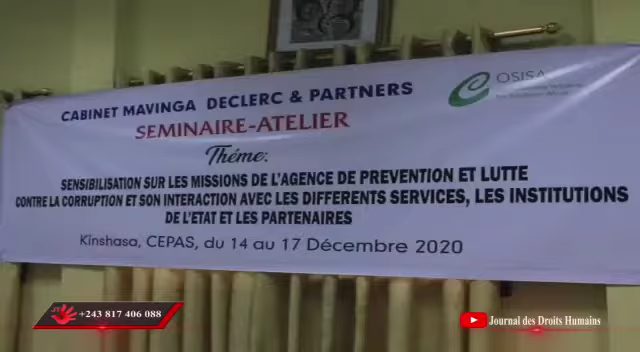 CABINET MAVINGA DECLERC & PARTNERS
OSISA
SEMINAIRE-ATELIER
Théme:
SENSIBILISATION SUR LES MISSIONS DE L'AGENCE DE PREVENTION ET LUTTE
CONTRE LA CORRUPTION ET SON INTERACTION AVEC LES DIFFERENTS SERVICES, LES INSTITUTIONS
DE L'ETAT ET LES PARTENAIRES
Kinshasa, CEPAS, du 14 au 17 Décembre 2020
+243 817 406 088
Journal des Droits Humains